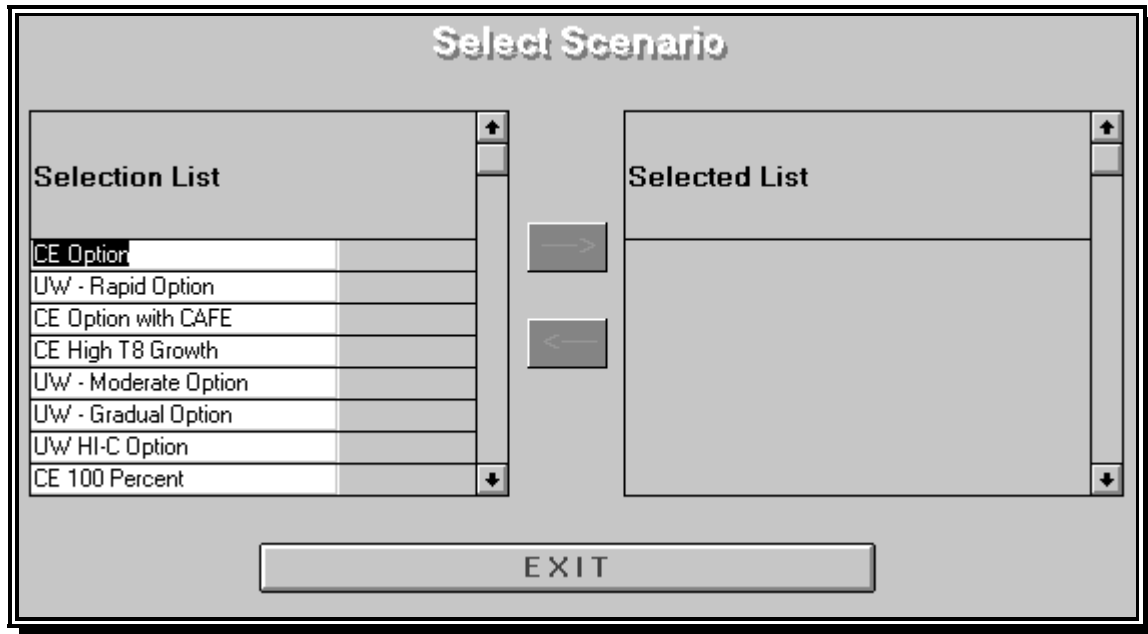 Select Scenario
Selection List
CE Option
UW - Rapid Option
CE Option with CAFE
CE High T8 Growth
UW - Moderate Option
UW - Gradual Option
UW HI-C Option
CE 100 Percent
-->
<--
Selected List
EXIT